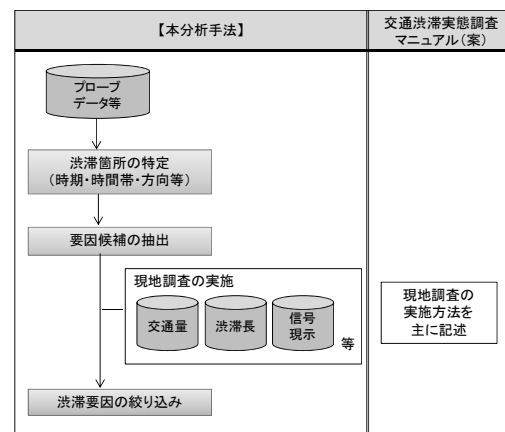 【本分析手法】
交通渋滞実態調査
マニュアル(案)
プローブ
データ等
渋滞箇所の特定
(時期・時間帯・方向等)
要因候補の抽出
現地調査の実施
交通量
渋滞長
信号
現示
等
現地調査の
実施方法を
主に記述
渋滞要因の絞り込み